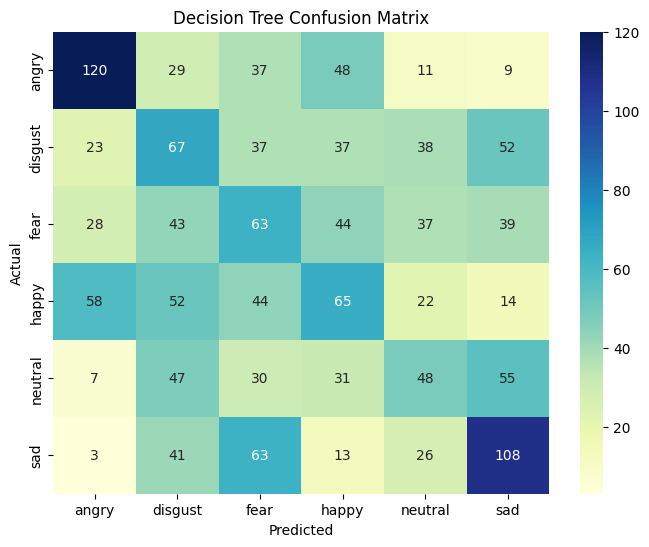 Decision Tree Confusion Matrix
angry 120 29 37 48 11 9
disgust 23 67 37 37 38 52
fear 28 43 63 44 37 39
happy 58 52 44 65 22 14
neutral 7 47 30 31 48 55
sad 3 41 63 13 26 108
angry disgust fear happy neutral sad
Predicted
Actual
120
100
80
60
40
20